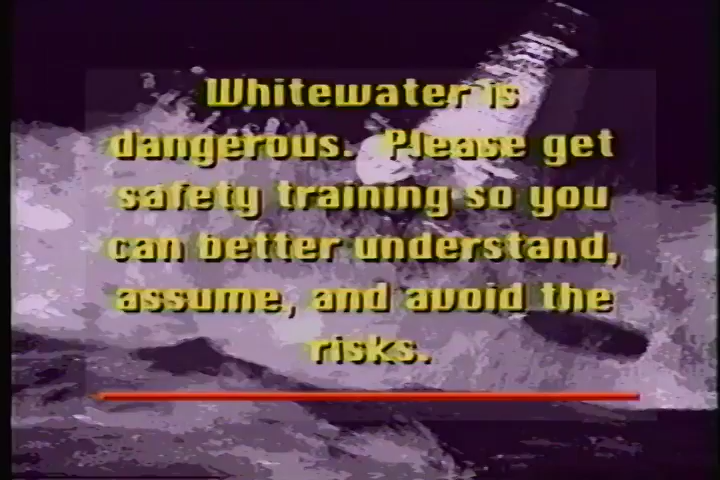 Whitewater is
dangerous. Please get
safety training so you
can better understand,
assume, and avoid the
risks.